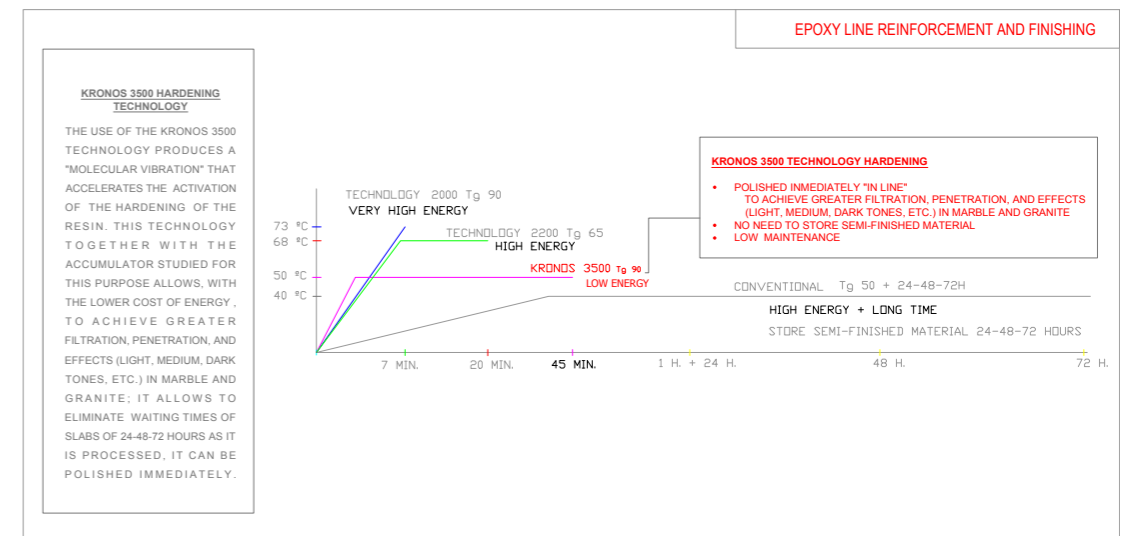 EPOXY LINE REINFORCEMENT AND FINISHING
KRONOS 3500 HARDENING
TECHNOLOGY
THE USE OF THE KRONOS 3500
TECHNOLOGY PRODUCES A
"MOLECULAR VIBRATION" THAT
ACCELERATES THE ACTIVATION
OF THE HARDENING OF THE
RESIN. THIS TECHNOLOGY
TOGETHER WITH THE
ACCUMULATOR STUDIED FOR
THIS PURPOSE ALLOWS, WITH
THE LOWER COST OF ENERGY ,
TO ACHIEVE GREATER
FILTRATION, PENETRATION, AND
EFFECTS (LIGHT, MEDIUM, DARK
TONES, ETC.) IN MARBLE AND
GRANITE; IT ALLOWS TO
ELIMINATE WAITING TIMES OF
SLABS OF 24-48-72 HOURS AS IT
IS PROCESSED, IT CAN BE
POLISHED IMMEDIATELY.
KRONOS 3500 TECHNOLOGY HARDENING
• POLISHED INMEDIATELY "IN LINE"
TO ACHIEVE GREATER FILTRATION, PENETRATION, AND EFFECTS
(LIGHT, MEDIUM, DARK TONES, ETC.) IN MARBLE AND GRANITE
• NO NEED TO STORE SEMI-FINISHED MATERIAL
• LOW MAINTENANCE
TECHNOLOGY 2000 Tg 90
VERY HIGH ENERGY
73 ºC
TECHNOLOGY 2200 Tg 65
68 ºC
HIGH ENERGY
KRONOS 3500 Tg 90
50 ºC
LOW ENERGY
CONVENTIONAL Tg 50 + 24-48-72H
40 ºC
HIGH ENERGY + LONG TIME
STORE SEMI-FINISHED MATERIAL 24-48-72 HOURS
7 MIN. 20 MIN. 45 MIN. 1 H. + 24 H. 48 H. 72 H.